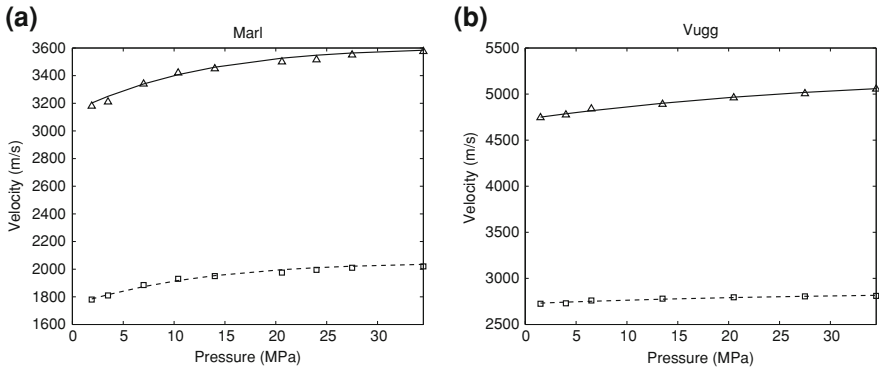 (a)
Marl
3600
3400
3200
3000
2800
2600
2400
2200
2000
1800
1600
Velocity (m/s)
0 5 10 15 20 25 30
Pressure (MPa)
(b)
Vugg
5500
5000
4500
4000
3500
3000
2500
Velocity (m/s)
0 5 10 15 20 25 30
Pressure (MPa)